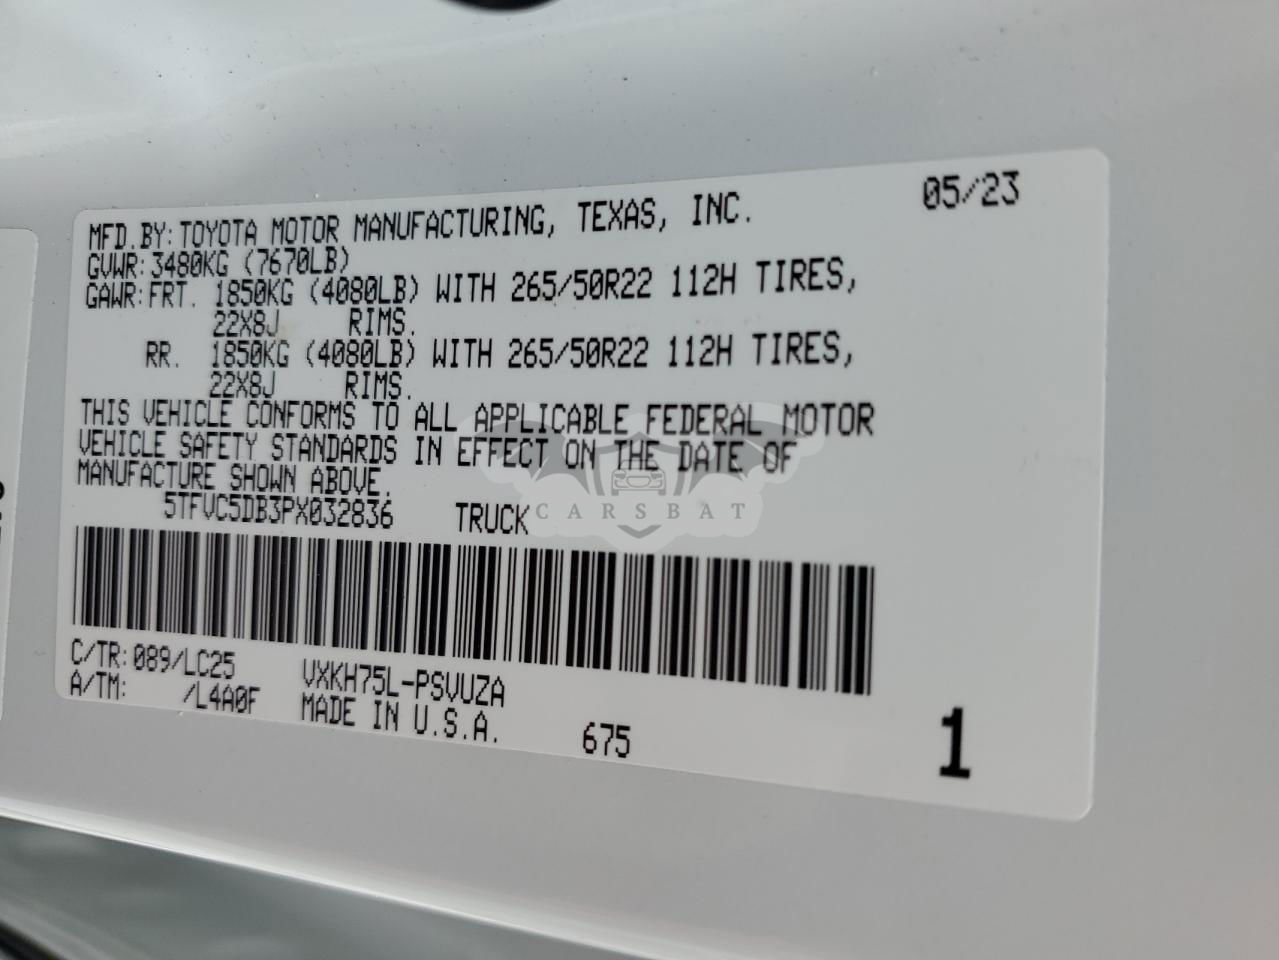 05/23
MFD.BY:TOYOTA MOTOR MANUFACTURING, TEXAS, INC.
GVWR:3480KG (7670LB)
GAWR:FRT. 1850KG (4080LB) WITH 265/50R22 112H TIRES,
22X8J RIMS.
RR. 1850KG (4080LB) WITH 265/50R22 112H TIRES,
22X8J RIMS.
THIS VEHICLE CONFORMS TO ALL APPLICABLE FEDERAL MOTOR
VEHICLE SAFETY STANDARDS IN EFFECT ON THE DATE OF
MANUFACTURE SHOWN ABOVE.
5TFVC5DB3PX032836 TRUCK
CARSBAT
C/TR:089/LC25 VXKH75L-PSVUZA
A/TM: /L4A0F MADE IN U.S.A. 675
1